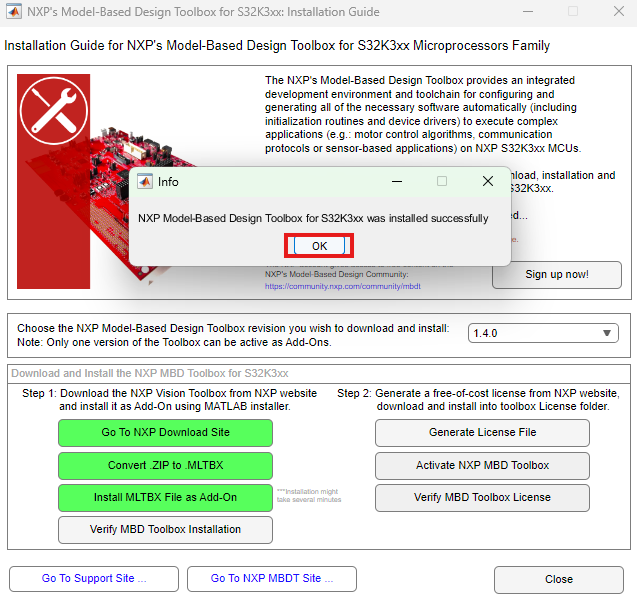 NXP's Model-Based Design Toolbox for S32K3xx: Installation Guide
Installation Guide for NXP's Model-Based Design Toolbox for S32K3xx Microprocessors Family
The NXP's Model-Based Design Toolbox provides an integrated
development environment and toolchain for configuring and
generating all of the necessary software automatically (including
initialization routines and device drivers) to execute complex
applications (e.g.: motor control algorithms, communication
protocols or sensor-based applications) on NXP S32K3xx MCUs.
installation and
S32K3xx.
Info
NXP Model-Based Design Toolbox for S32K3xx was installed successfully
OK
NXP's Model-Based Design Community:
https://community.nxp.com/community/mbdt
Sign up now!
Choose the NXP Model-Based Design Toolbox revision you wish to download and install:
Note: Only one version of the Toolbox can be active as Add-Ons.
1.4.0
Download and Install the NXP MBD Toolbox for S32K3xx
Step 1: Download the NXP Vision Toolbox from NXP website
and install it as Add-On using MATLAB installer.
Step 2: Generate a free-of-cost license from NXP website,
download and install into toolbox License folder.
Go To NXP Download Site
Generate License File
Convert .ZIP to .MLTBX
Activate NXP MBD Toolbox
Install MLTBX File as Add-On
***Installation might
take several minutes
Verify MBD Toolbox License
Verify MBD Toolbox Installation
Go To Support Site ...
Go To NXP MBDT Site ...
Close